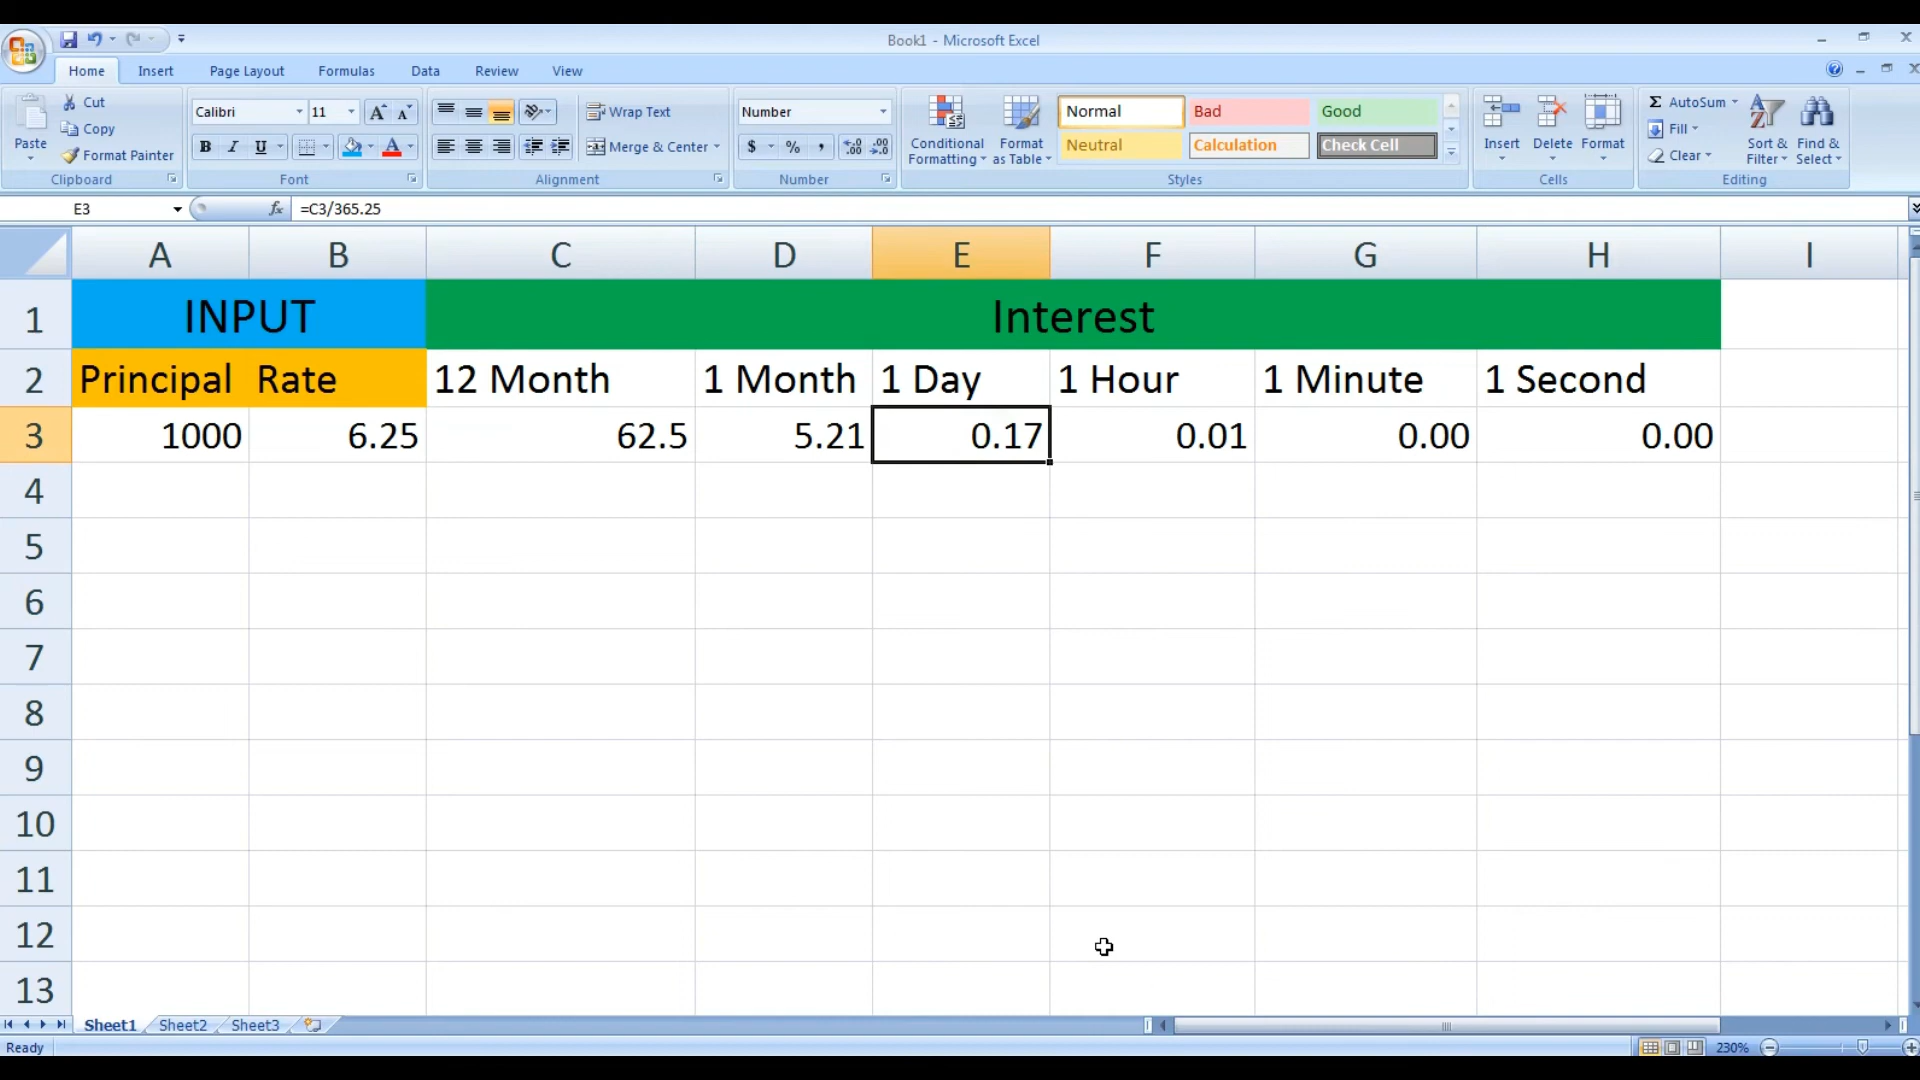 Book1 - Microsoft Excel
Home Insert Page Layout Formulas Data Review View
Paste
Cut
Copy
Format Painter
Clipboard
Calibri 11
B I U
Font
Wrap Text
Merge & Center
Alignment
Number
$ % ,
Number
Conditional Formatting
Format as Table
Normal Bad Good
Neutral Calculation Check Cell
Styles
Insert Delete Format
Cells
Σ AutoSum
Fill
Clear
Sort & Filter
Find & Select
Editing
E3 fx =C3/365.25
A B C D E F G H I
1 INPUT Interest
2 Principal Rate 12 Month 1 Month 1 Day 1 Hour 1 Minute 1 Second
3 1000 6.25 62.5 5.21 0.17 0.01 0.00 0.00
4
5
6
7
8
9
10
11
12
13
Sheet1 Sheet2 Sheet3
Ready 230%